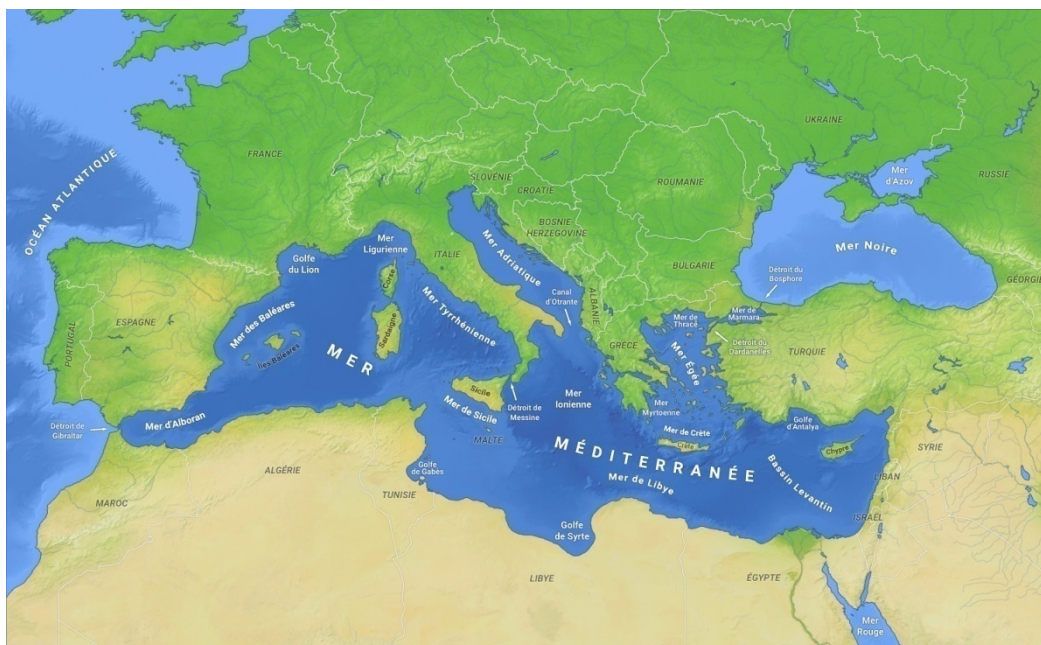 OCÉAN ATLANTIQUE
FRANCE
UKRAINE
RUSSIE
Mer
d'Azov
SLOVÉNIE
CROATIE
ROUMANIE
BOSNIE
HERZEGOVINE
Mer Noire
Mer
Ligurienne
Golfe
du Lion
ITALIE
Mer Adriatique
BULGARIE
Détroit du
Bosphore
GÉORGIE
Corse
Canal
d'Otrante
ALBANIE
Mer de
Marmara
Mer de
Thrace
Détroit du
Dardanelles
PORTUGAL
ESPAGNE
Mer des Baléares
Iles Baléares
Sardaigne
Mer Tyrrhénienne
GRÈCE
Mer Égée
TURQUIE
MER
Sicile
Mer de Sicile
MALTE
Détroit de
Messine
Mer
Ionienne
Mer
Myrtoenne
Mer de Crète
Crète
Golfe
d'Antalya
Chypre
Détroit de
Gibraltar
Mer d'Alboran
MÉDITERRANÉE
Mer de Libye
Bassin Levantin
SYRIE
LIBAN
ISRAËL
MAROC
ALGÉRIE
TUNISIE
Golfe
de Gabès
Golfe
de Syrte
LIBYE
ÉGYPTE
Mer
Rouge